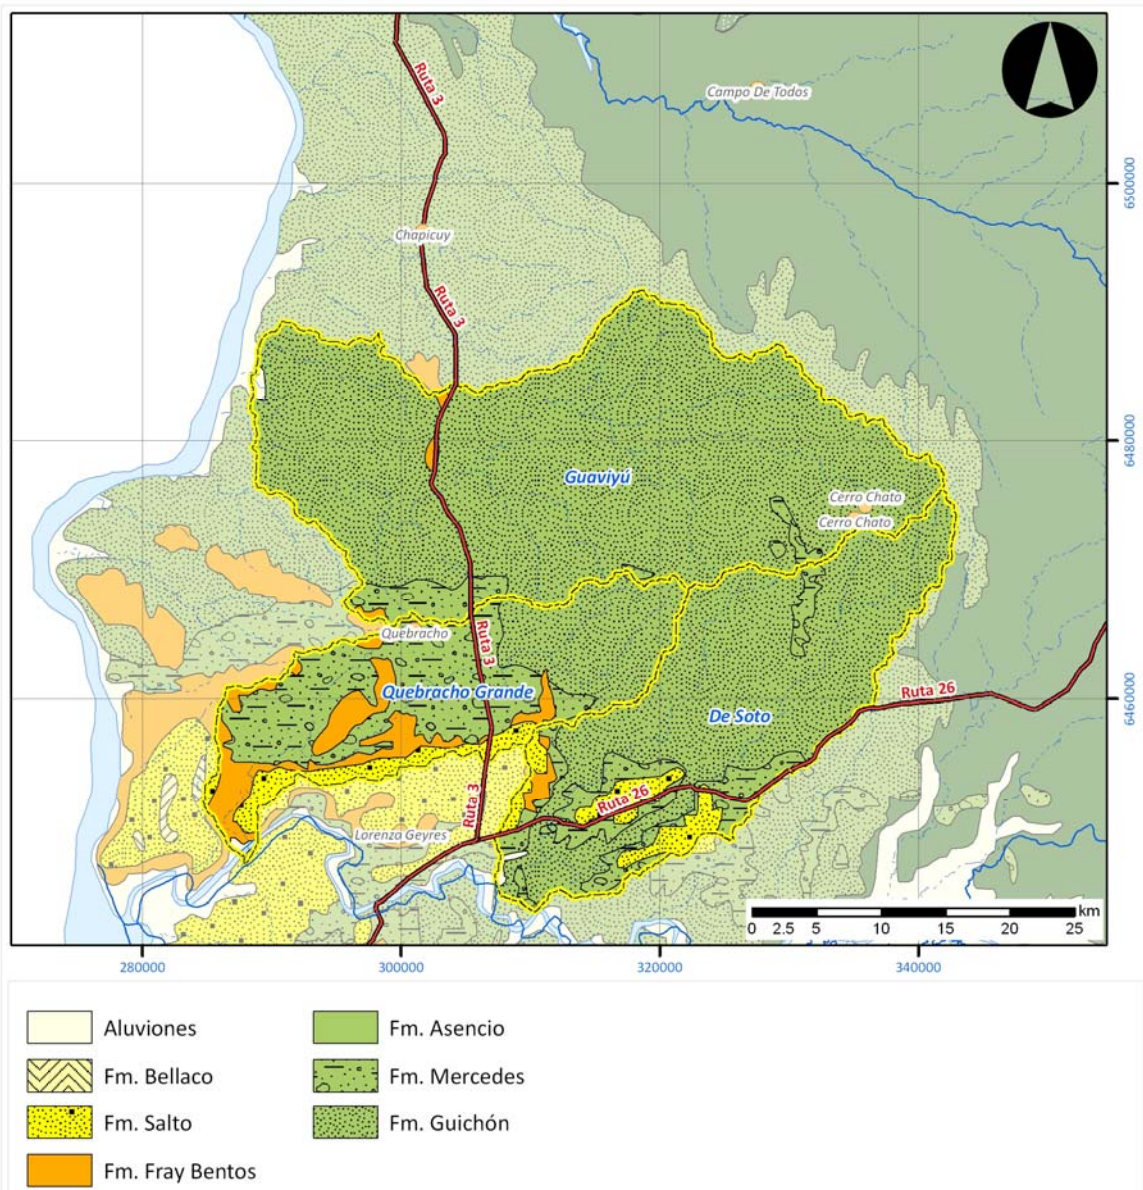 Ruta 3
Campo De Todos
6500000
Chapicuy
Ruta 3
6480000
Guaviyú
Cerro Chato
Cerro Chato
Quebracho
Ruta 3
Quebracho Grande
Ruta 26
6460000
De Soto
Ruta 3
Ruta 26
Lorenzo Geyres
km
0 2.5 5 10 15 20 25
280000 300000 320000 340000
Aluviones
Fm. Bellaco
Fm. Salto
Fm. Fray Bentos
Fm. Asencio
Fm. Mercedes
Fm. Guichón